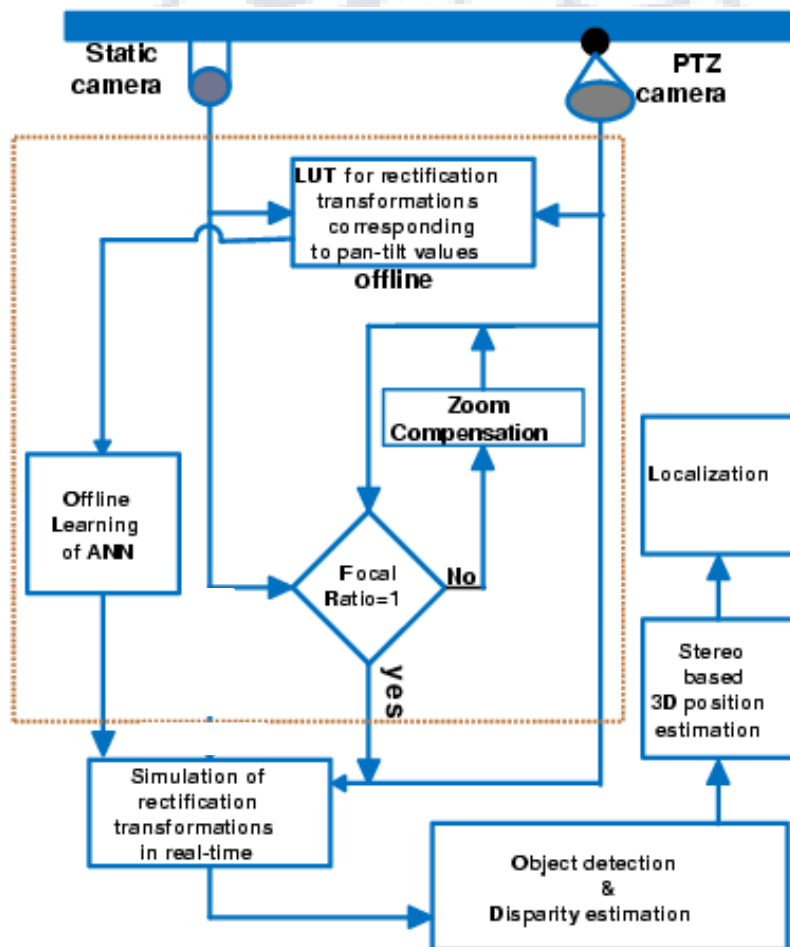 Static
camera
PTZ
camera
LUT for rectification
transformations
corresponding
to pan-tilt values
offline
Zoom
Compensation
Localization
Offline
Learning
of ANN
Focal
Ratio=1
No
yes
Stereo
based
3D position
estimation
Simulation of
rectification
transformations
in real-time
Object detection
&
Disparity estimation